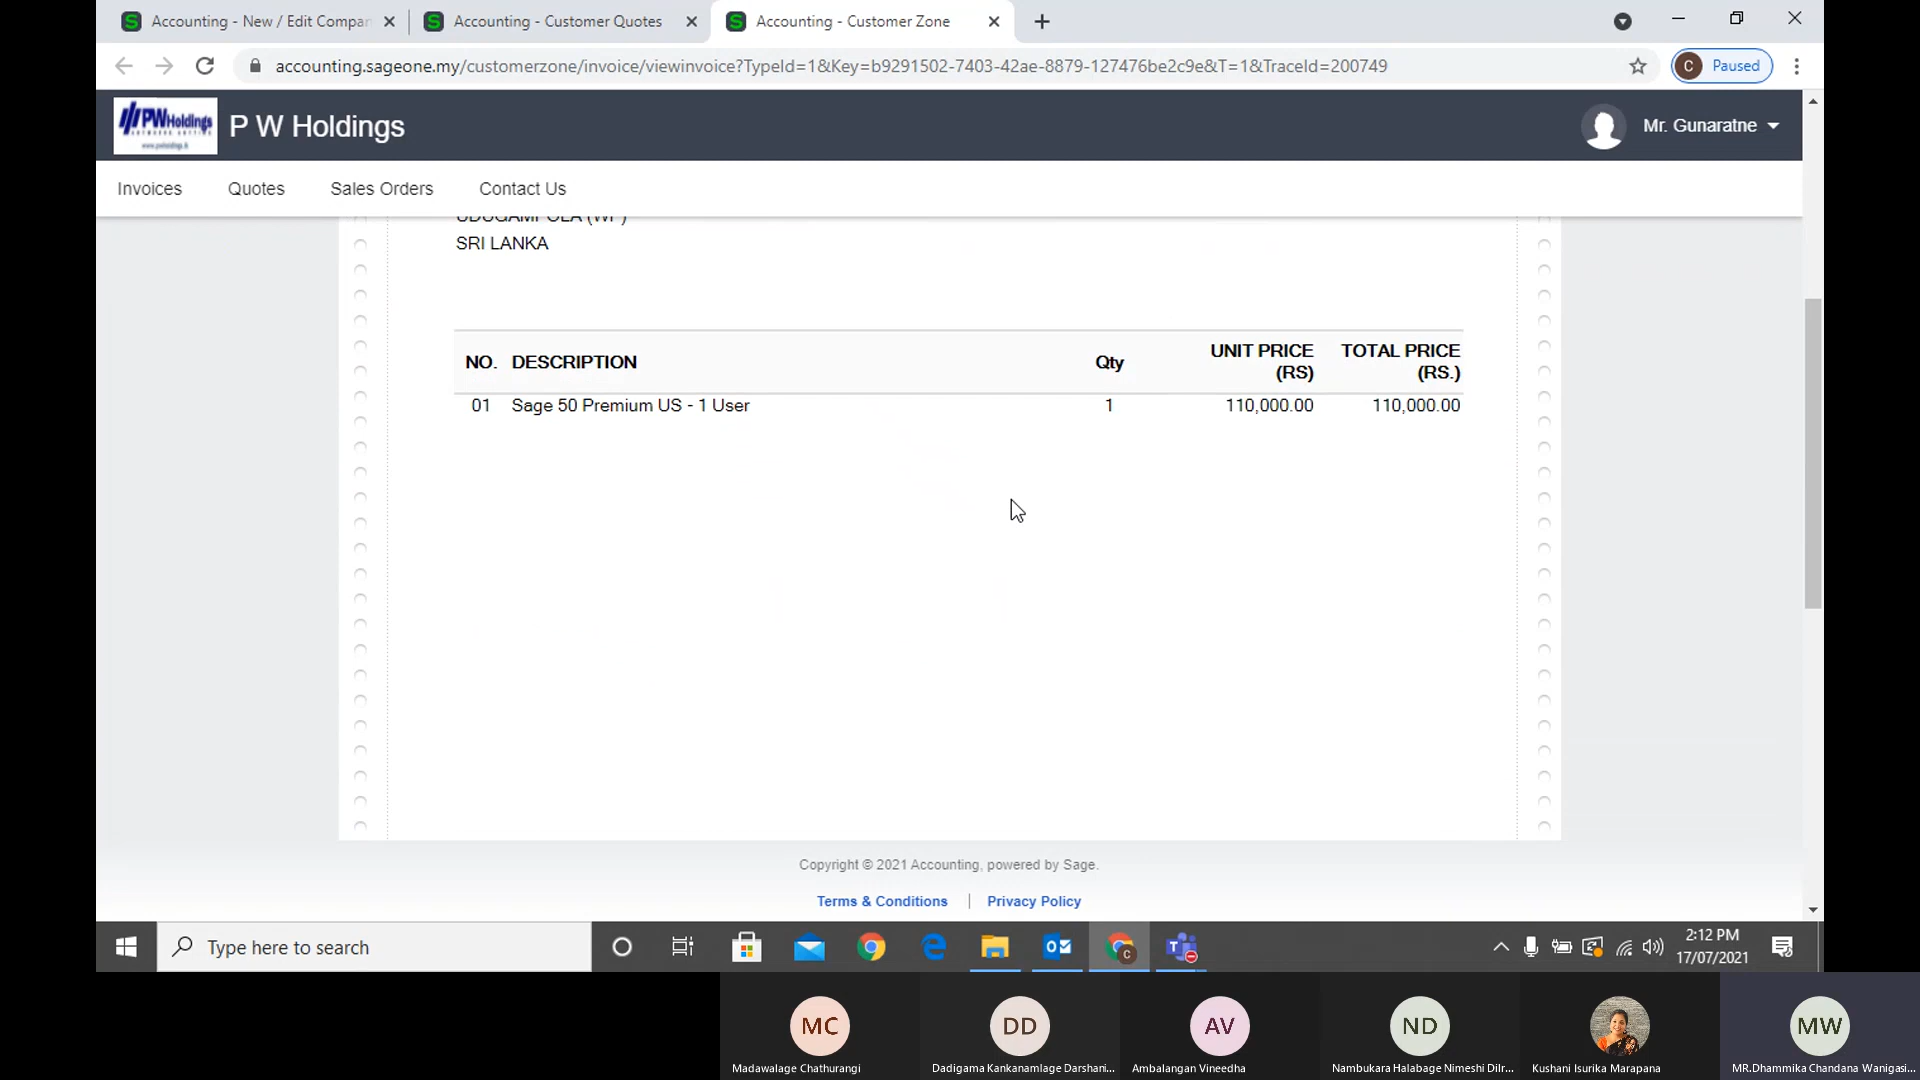 Accounting - New / Edit Compan
Accounting - Customer Quotes
Accounting - Customer Zone
accounting.sageone.my/customerzone/invoice/viewinvoice?TypeId=1&Key=b9291502-7403-42ae-8879-127476be2c9e&T=1&TraceId=200749
C Paused
PWHoldings
P W Holdings
Mr. Gunaratne
Invoices Quotes Sales Orders Contact Us
UDUGAMPOLA (WP)
SRI LANKA
NO. DESCRIPTION Qty UNIT PRICE (RS) TOTAL PRICE (RS.)
01 Sage 50 Premium US - 1 User 1 110,000.00 110,000.00
Copyright © 2021 Accounting, powered by Sage.
Terms & Conditions | Privacy Policy
Type here to search
2:12 PM
17/07/2021
MC DD AV ND MW
Madawalage Chathurangi
Dadigama Kankanamlage Darshani...
Ambalangan Vineedha
Nambukara Halabage Nimeshi Dilr...
Kushani Isurika Marapana
MR.Dhammika Chandana Wanigasi...